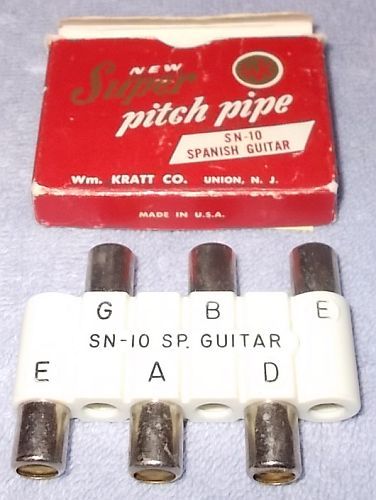 NEW
Super
pitch pipe
SN-10
SPANISH GUITAR
Wm. KRATT CO. UNION, N. J.
MADE IN U.S.A.
G B E
SN-10 SP. GUITAR
E A D